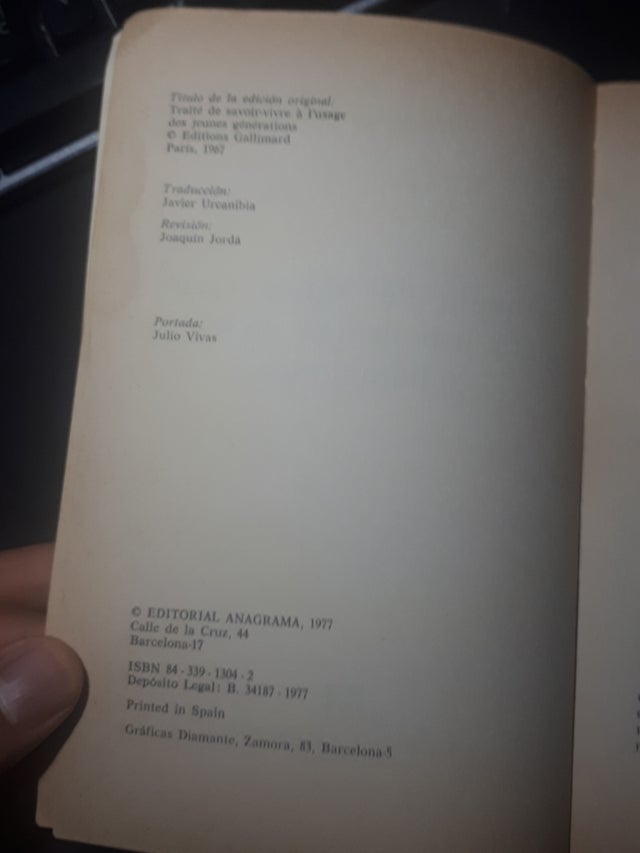 Título de la edición original:
Traité de savoir-vivre à l'usage
des jeunes générations
© Editions Gallimard
París, 1967
Traducción:
Javier Urcanibia
Revisión:
Joaquín Jordá
Portada:
Julio Vivas
© EDITORIAL ANAGRAMA, 1977
Calle de la Cruz, 44
Barcelona-17
ISBN 84 - 339 - 1304 - 2
Depósito Legal: B. 34187 - 1977
Printed in Spain
Gráficas Diamante, Zamora, 83, Barcelona-5